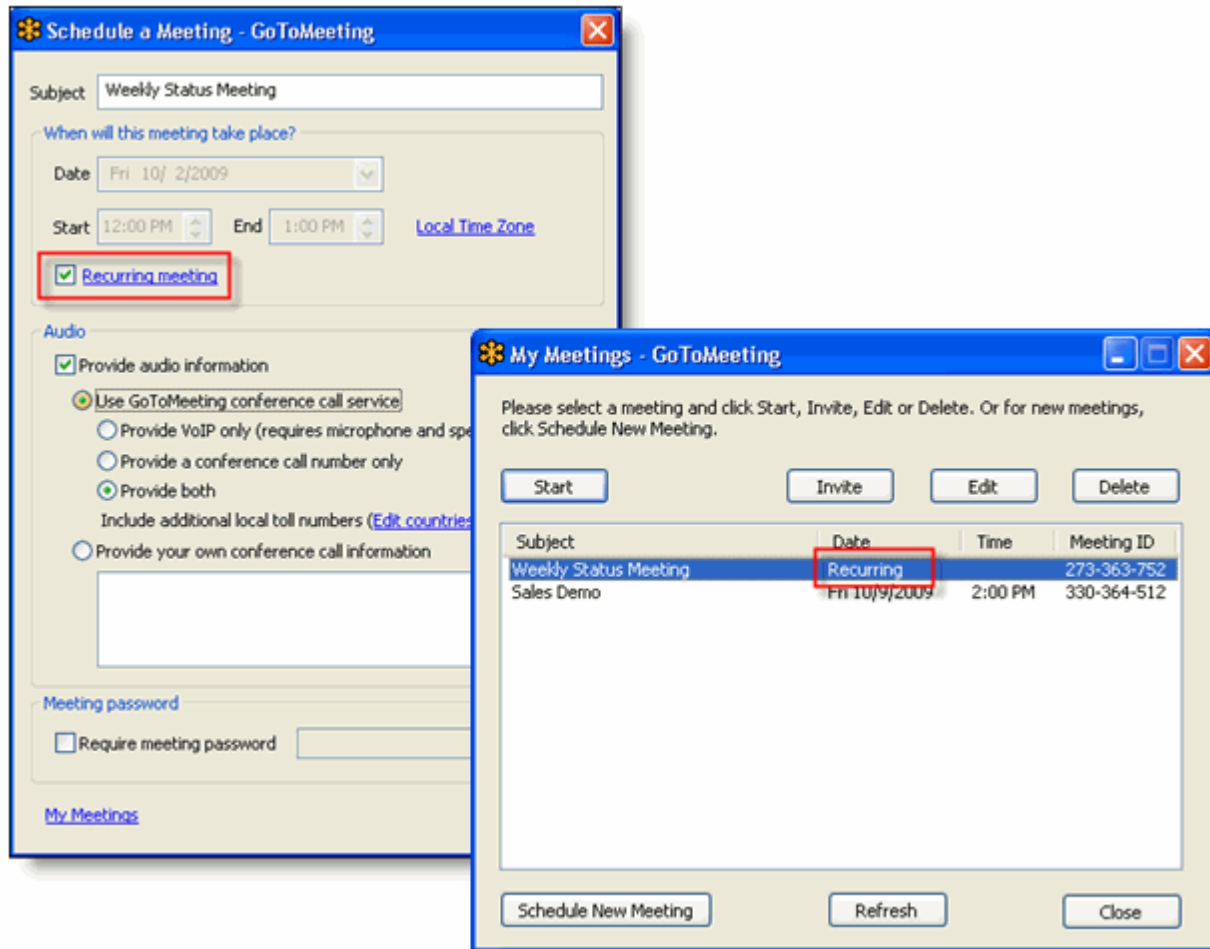 Schedule a Meeting - GoToMeeting
Subject Weekly Status Meeting
When will this meeting take place?
Date Fri 10/ 2/2009
Start 12:00 PM End 1:00 PM Local Time Zone
Recurring meeting
Audio
Provide audio information
Use GoToMeeting conference call service
Provide VoIP only (requires microphone and spe
Provide a conference call number only
Provide both
Include additional local toll numbers (Edit countries
Provide your own conference call information
Meeting password
Require meeting password
My Meetings
My Meetings - GoToMeeting
Please select a meeting and click Start, Invite, Edit or Delete. Or for new meetings,
click Schedule New Meeting.
Start Invite Edit Delete
Subject Date Time Meeting ID
Weekly Status Meeting Recurring 273-363-752
Sales Demo Fri 10/9/2009 2:00 PM 330-364-512
Schedule New Meeting Refresh Close